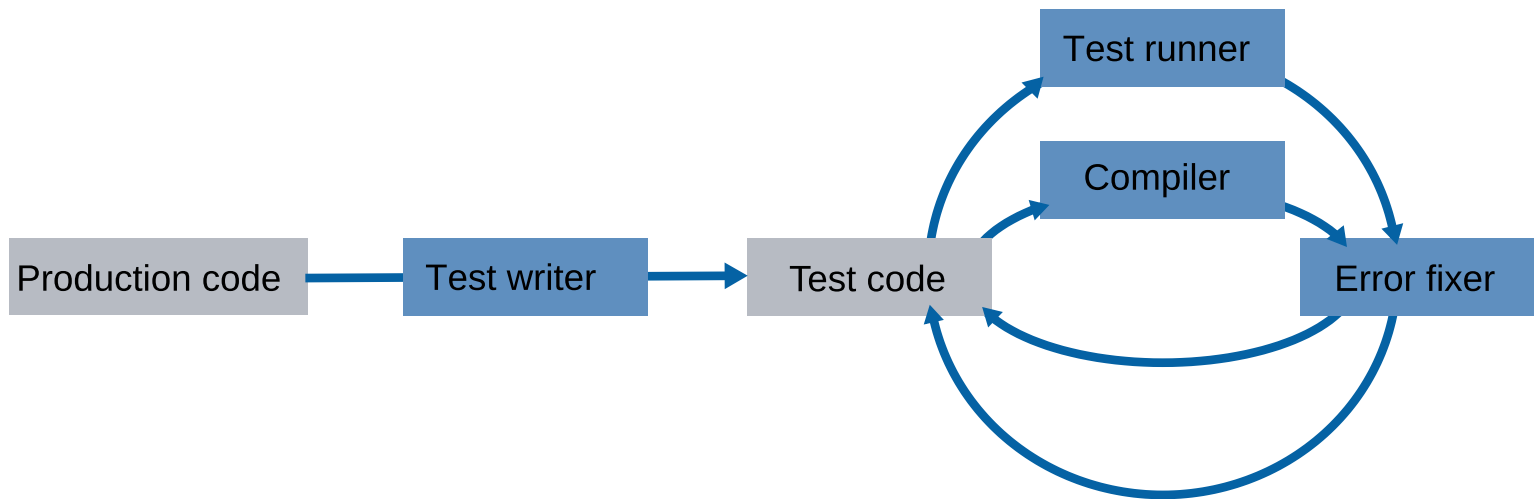 Test runner
Compiler
Production code
Test writer
Test code
Error fixer